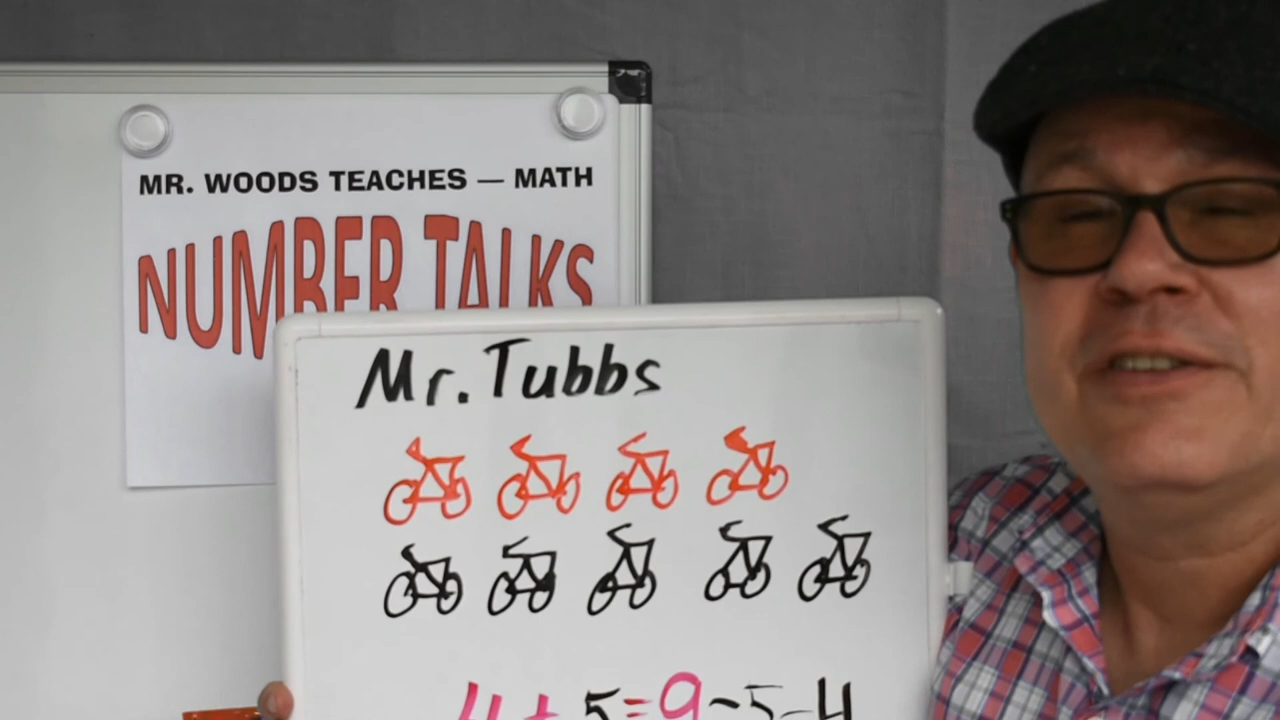 MR. WOODS TEACHES — MATH
NUMBER TALKS
Mr. Tubbs
4+5=9-5-4